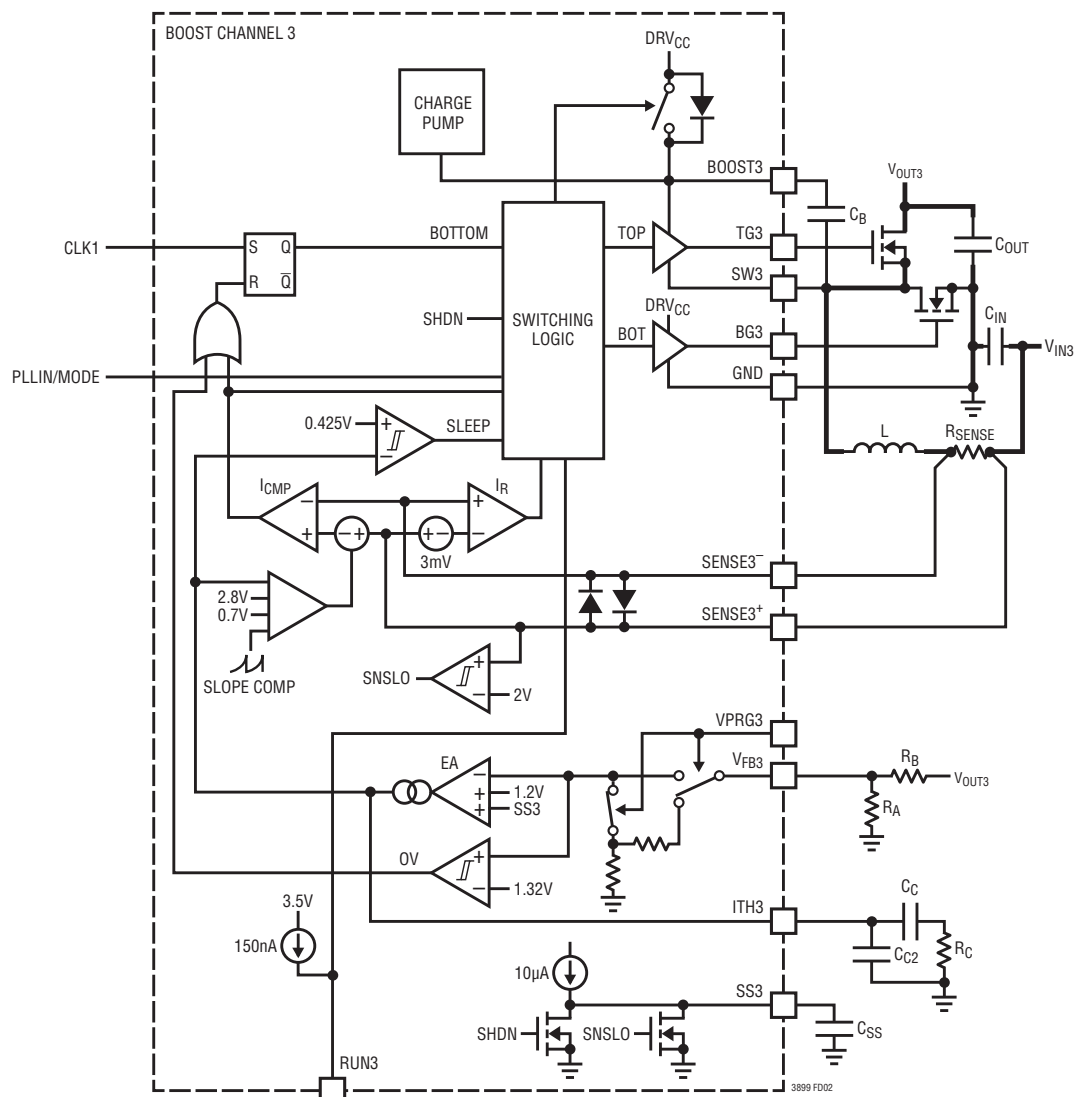 BOOST CHANNEL 3
DRVCC
CHARGE
PUMP
BOOST3
VOUT3
CB
CLK1
S Q
R Q̅
BOTTOM
TOP
TG3
COUT
SW3
SHDN
SWITCHING
LOGIC
DRVCC
BOT
BG3
CIN
VIN3
PLLIN/MODE
GND
0.425V
+
−
SLEEP
L
RSENSE
ICMP
−
+
− +
+ −
3mV
IR
+
−
SENSE3−
2.8V
0.7V
SENSE3+
SLOPE COMP
SNSLO
+
−
2V
VPRG3
EA
−
+
+
1.2V
SS3
VFB3
RB
VOUT3
RA
OV
+
−
1.32V
3.5V
150nA
ITH3
CC
CC2
RC
10µA
SS3
SHDN
SNSLO
CSS
RUN3
3899 FD02